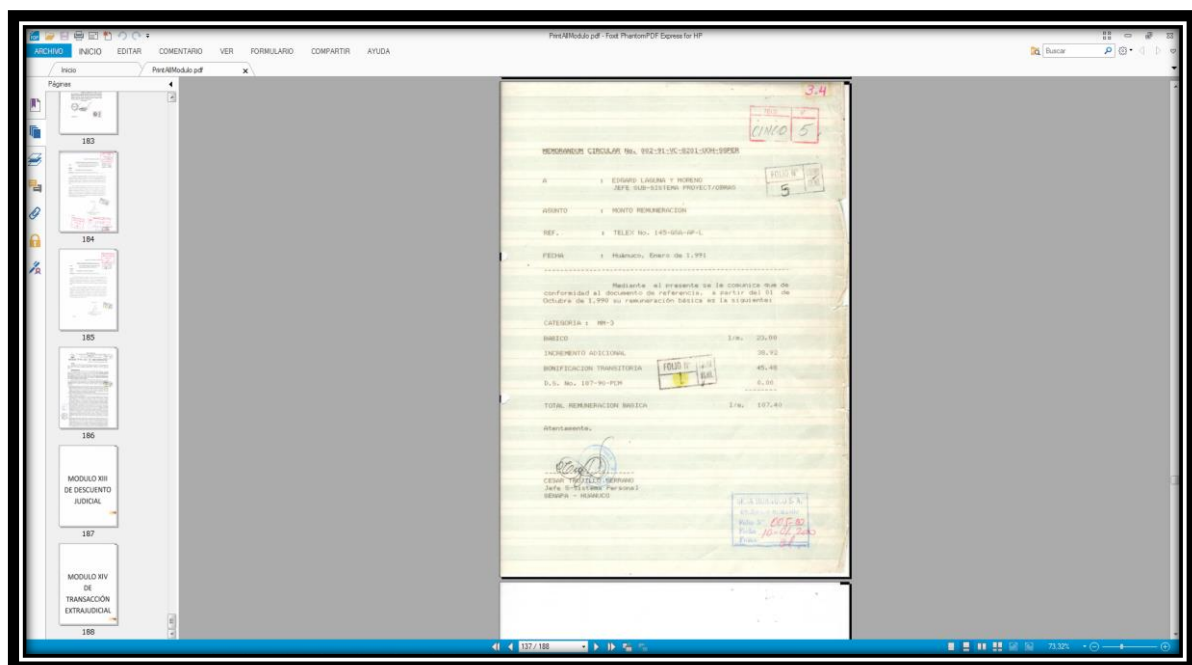 PrintAllModulo.pdf - Foxit PhantomPDF Express for HP
ARCHIVO INICIO EDITAR COMENTARIO VER FORMULARIO COMPARTIR AYUDA
Buscar
Inicio
PrintAllModulo.pdf
Páginas
183
184
185
186
MODULO XIII
DE DESCUENTO
JUDICIAL
187
MODULO XIV
DE
TRANSACCIÓN
EXTRAJUDICIAL
188
3.4
CINCO 5
MEMORANDUM CIRCULAR No. 002-91-VC-8201-UOH-SSPER
FOLIO Nº
5
A : EDGARD LAGUNA Y MORENO
JEFE SUB-SISTEMA PROYECT/OBRAS
ASUNTO : MONTO REMUNERACION
REF. : TELEX No. 145-GGA-AP-L
FECHA : Huánuco, Enero de 1.991
Mediante el presente se le comunica que de
conformidad al documento de referencia, a partir del 01 de
Octubre de 1.990 su remuneración básica es la siguiente:
CATEGORIA : MM-3
BASICO I/m. 23.00
INCREMENTO ADICIONAL 38.92
BONIFICACION TRANSITORIA 45.48
D.S. No. 107-90-PCM 0.00
FOLIO Nº
TOTAL REMUNERACION BASICA I/m. 107.40
Atentamente,
CESAR TRUJILLO SERRANO
Jefe S-Sistema Personal
SENAPA - HUANUCO
137 / 188
73.32%